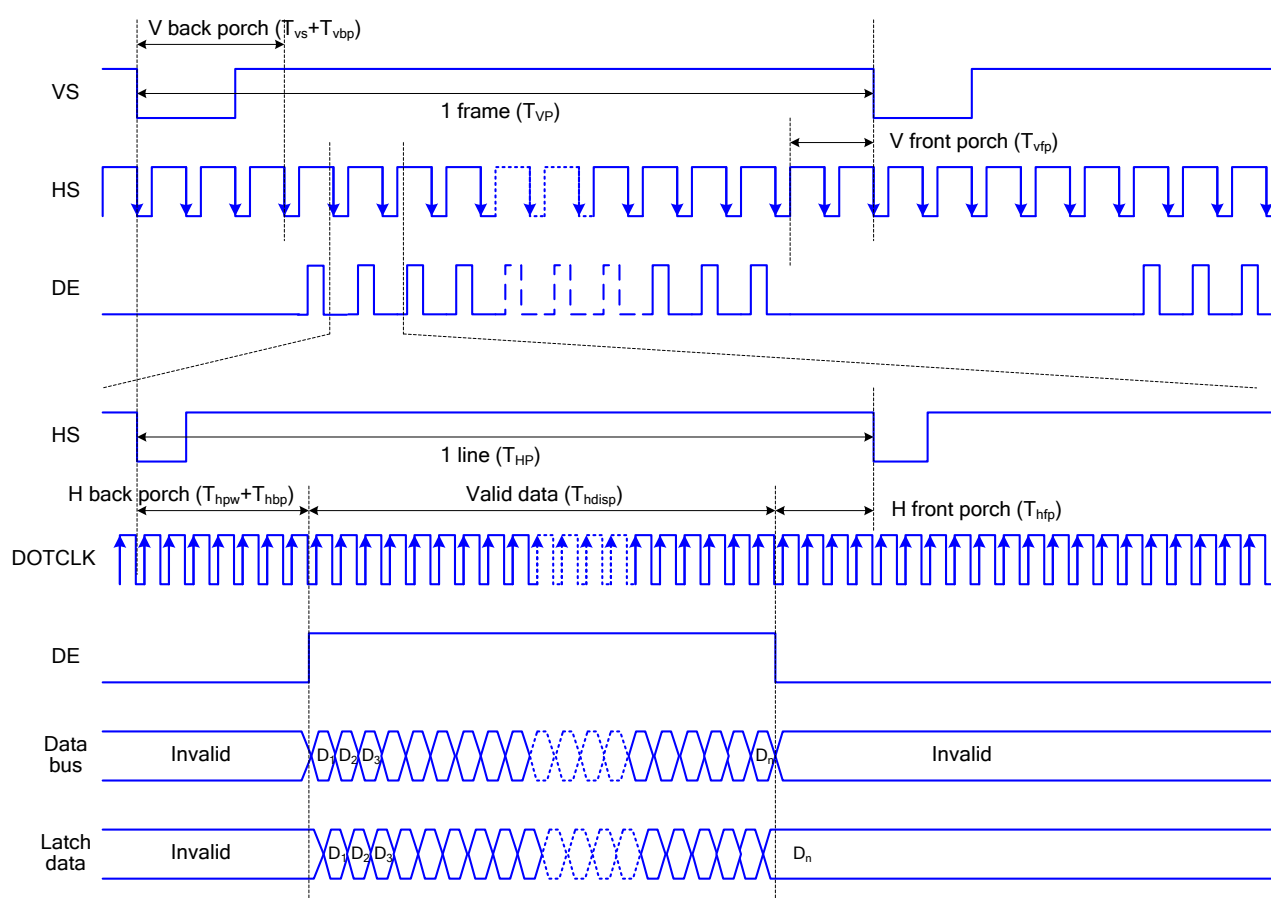 V back porch (Tvs+Tvbp)
VS
1 frame (TVP)
V front porch (Tvfp)
HS
DE
HS
1 line (THP)
H back porch (Thpw+Thbp)
Valid data (Thdisp)
H front porch (Thfp)
DOTCLK
DE
Data
bus
Invalid
D1
D2
D3
Dn
Invalid
Latch
data
Invalid
D1
D2
D3
Dn